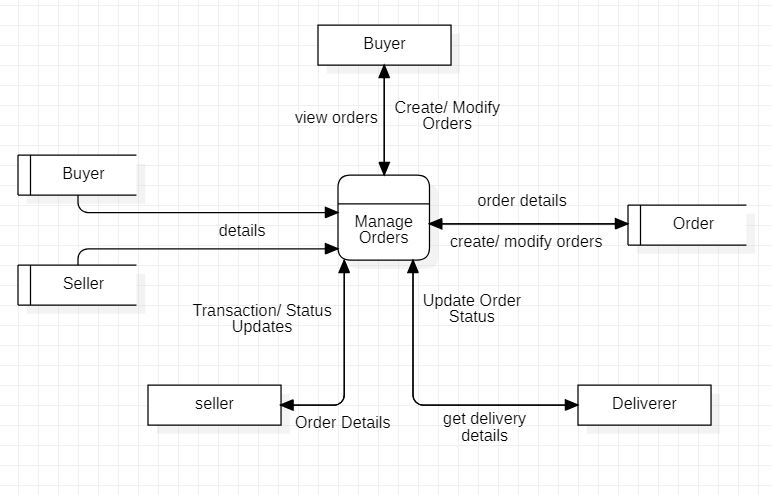 Buyer
view orders
Create/ Modify
Orders
Buyer
details
Seller
Manage
Orders
order details
create/ modify orders
Order
Transaction/ Status
Updates
Update Order
Status
seller
Order Details
get delivery
details
Deliverer